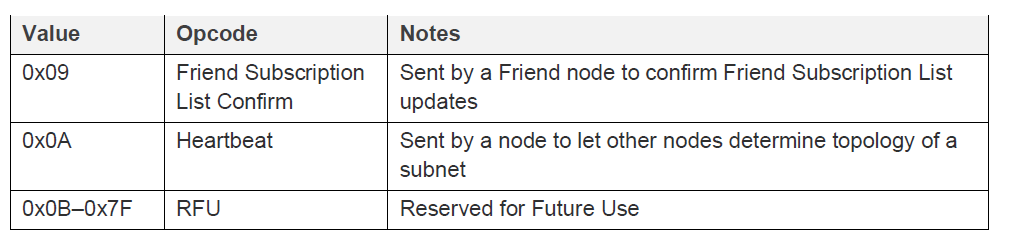 Value Opcode Notes
0x09 Friend Subscription Sent by a Friend node to confirm Friend Subscription List
List Confirm updates
0x0A Heartbeat Sent by a node to let other nodes determine topology of a
subnet
0x0B–0x7F RFU Reserved for Future Use